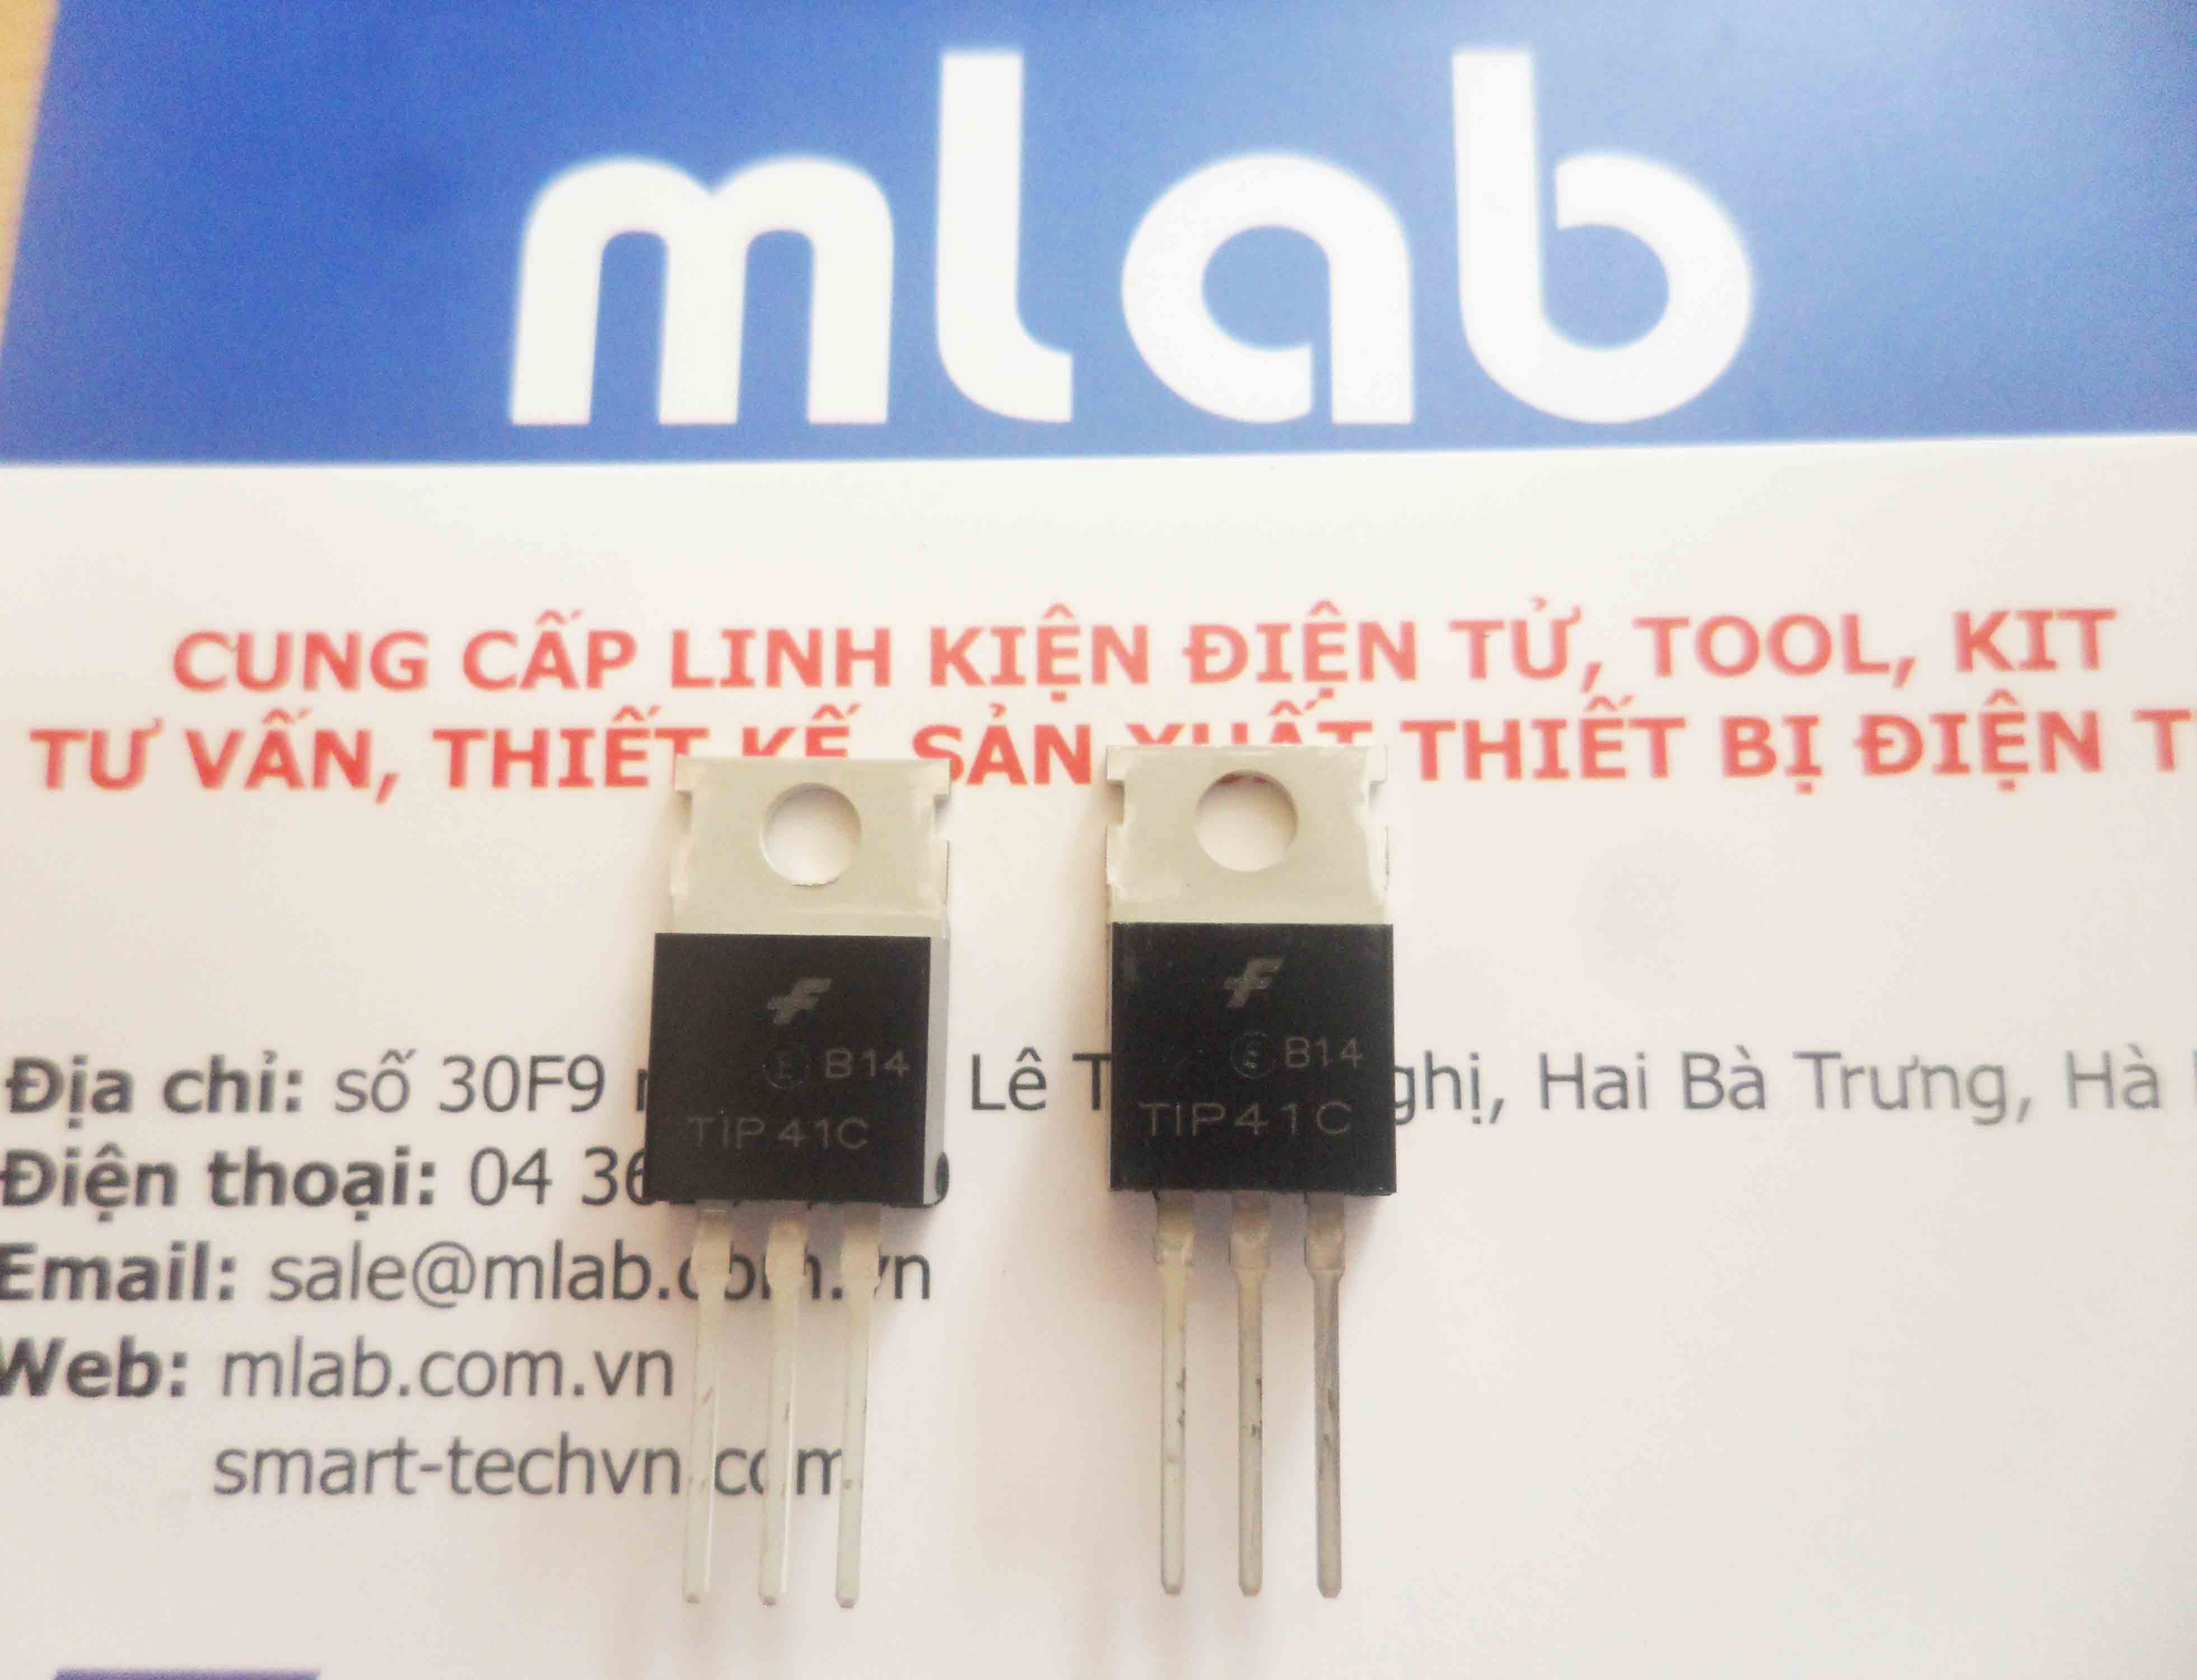 mlab
CUNG CẤP LINH KIỆN ĐIỆN TỬ, TOOL, KIT
TƯ VẤN, THIẾT KẾ, SẢN XUẤT THIẾT BỊ ĐIỆN
B14
TIP41C
B14
TIP41C
Địa chỉ: số 30F9 Lê Hai Bà Trưng, Hà
Điện thoại: 04
Email: sale@mlab.com.vn
Web: mlab.com.vn
smart-techvn.com